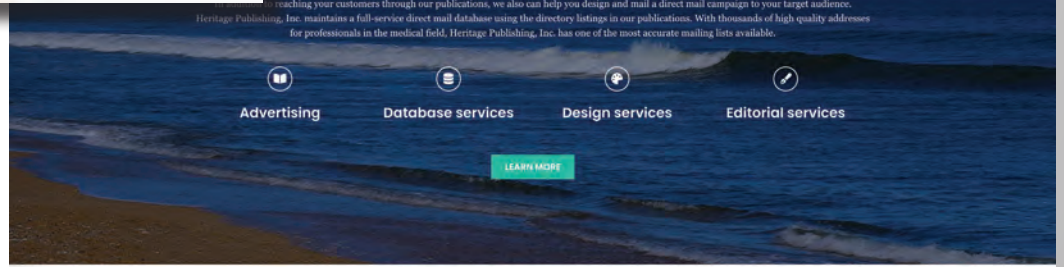 In addition to reaching your customers through our publications, we also can help you design and mail a direct mail campaign to your target audience.
Heritage Publishing, Inc. maintains a full-service direct mail database using the directory listings in our publications. With thousands of high quality addresses
for professionals in the medical field, Heritage Publishing, Inc. has one of the most accurate mailing lists available.
Advertising
Database services
Design services
Editorial services
LEARN MORE